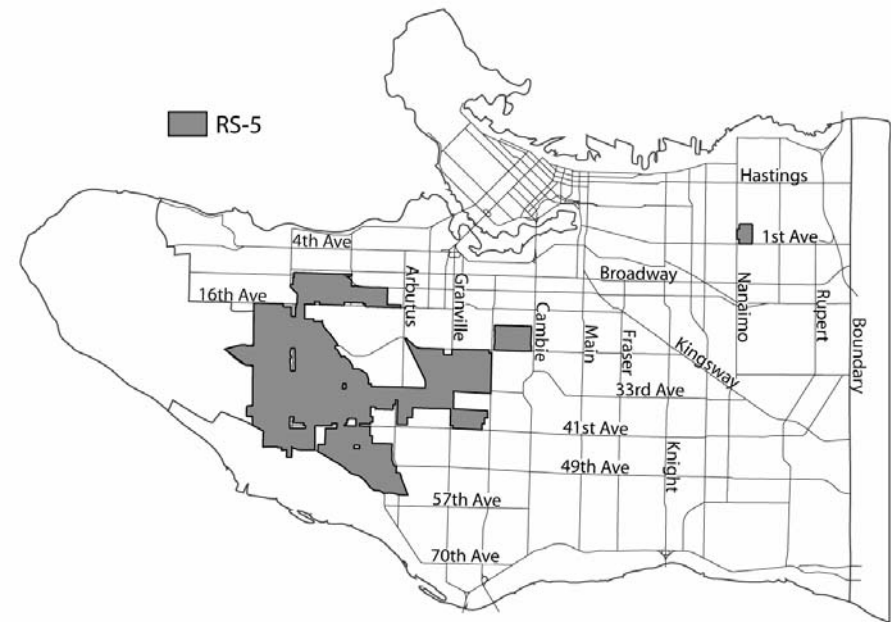 RS-5
Hastings
4th Ave
1st Ave
Broadway
16th Ave
Arbutus
Granville
Cambie
Main
Fraser
Nanaimo
Rupert
Boundary
Kingsway
33rd Ave
41st Ave
49th Ave
Knight
57th Ave
70th Ave